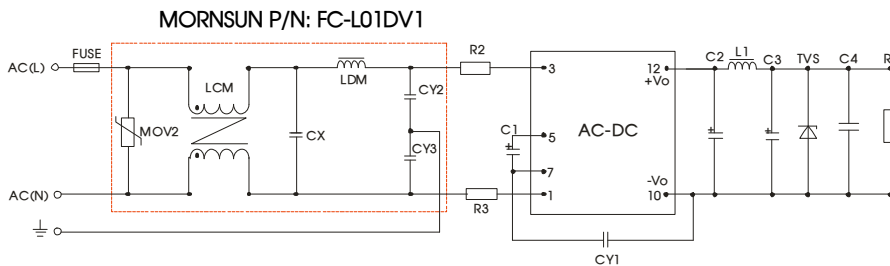 MORNSUN P/N: FC-L01DV1
FUSE
AC(L)
LCM
LDM
R2
C2
L1
C3
TVS
C4
R
3
12
+Vo
MOV2
CX
CY2
CY3
C1
+
5
7
AC-DC
+
+
AC(N)
R3
1
-Vo
10
CY1